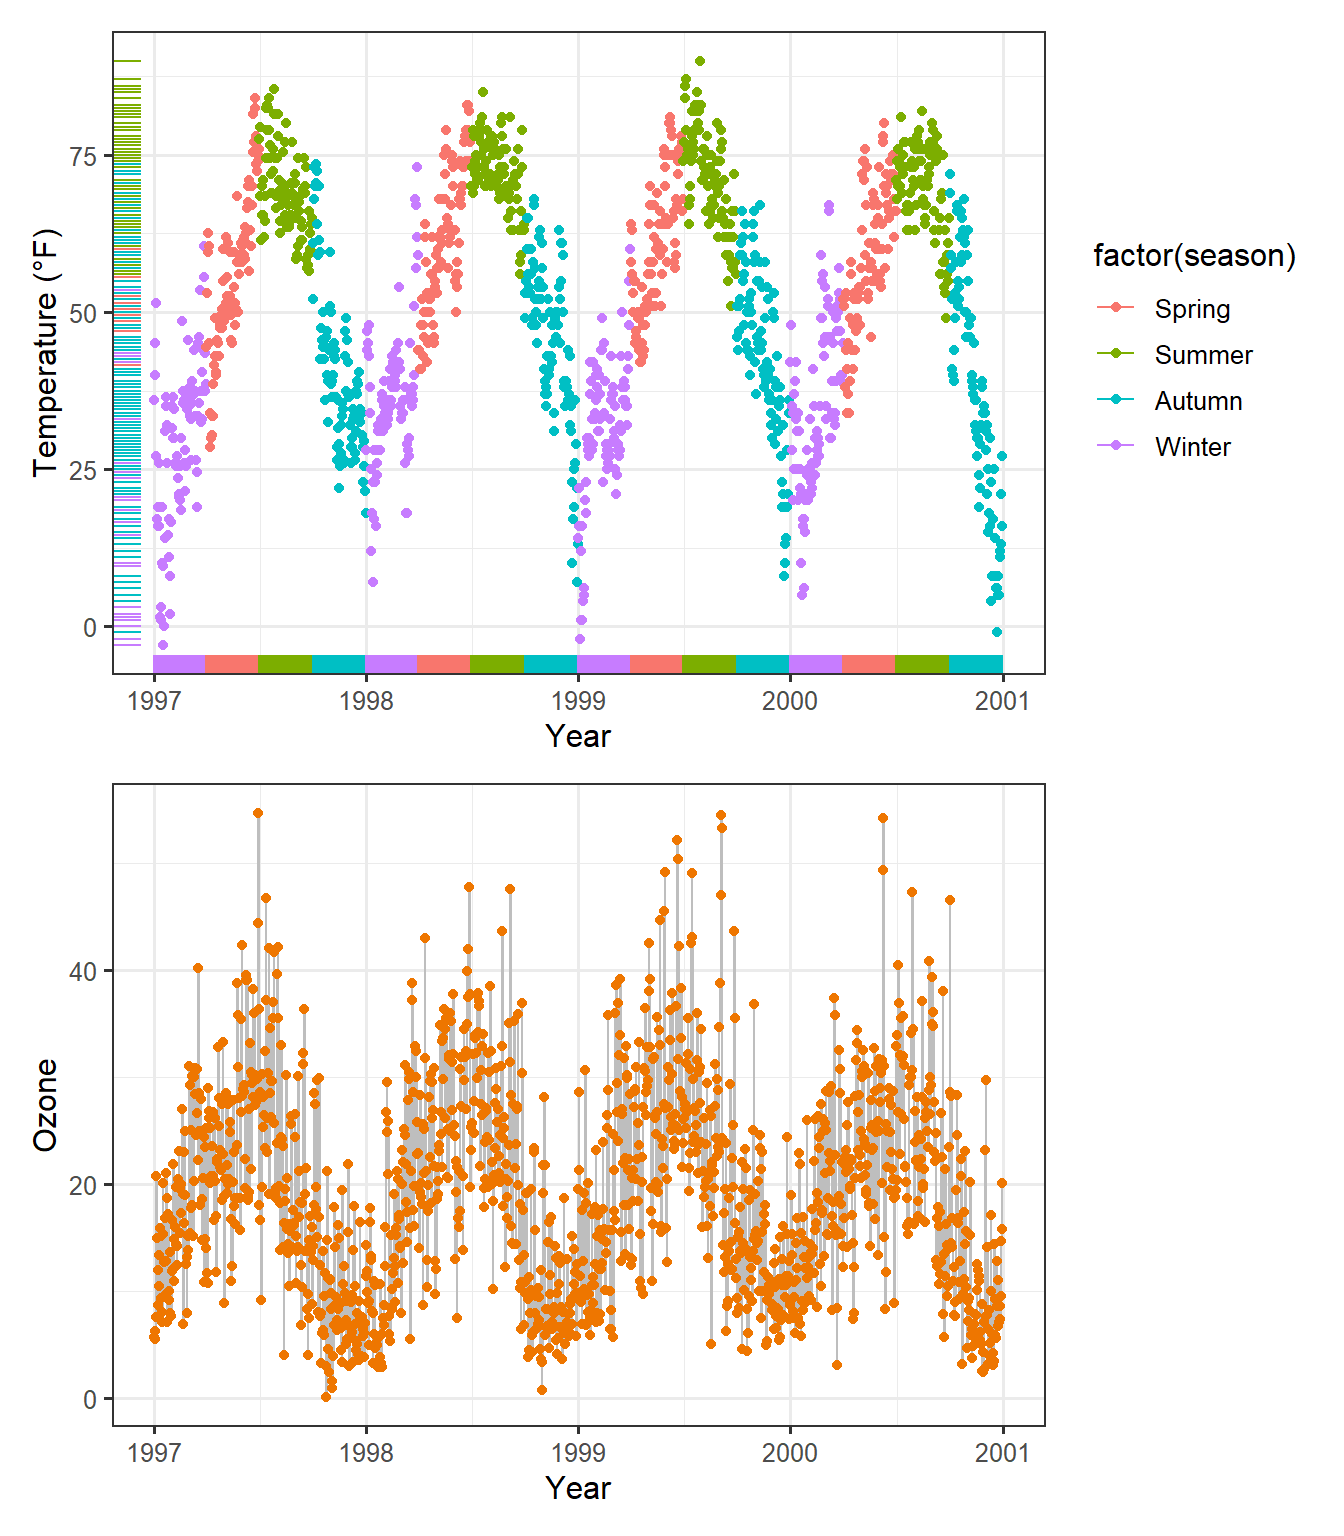 Temperature (°F)
75
50
25
0
1997 1998 1999 2000 2001
Year
factor(season)
Spring
Summer
Autumn
Winter
Ozone
40
20
0
1997 1998 1999 2000 2001
Year